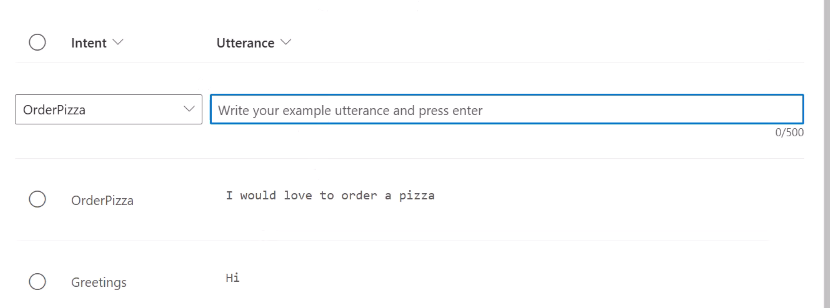 Intent Utterance
OrderPizza Write your example utterance and press enter
0/500
OrderPizza I would love to order a pizza
Greetings Hi